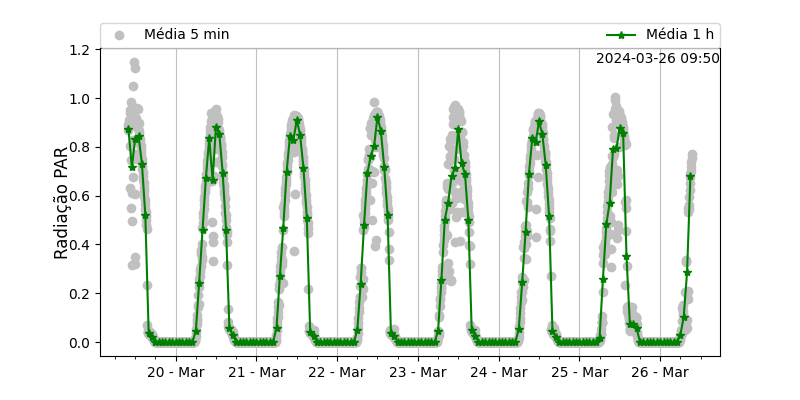 Média 5 min
Média 1 h
2024-03-26 09:50
Radiação PAR
1.2
1.0
0.8
0.6
0.4
0.2
0.0
20 - Mar
21 - Mar
22 - Mar
23 - Mar
24 - Mar
25 - Mar
26 - Mar